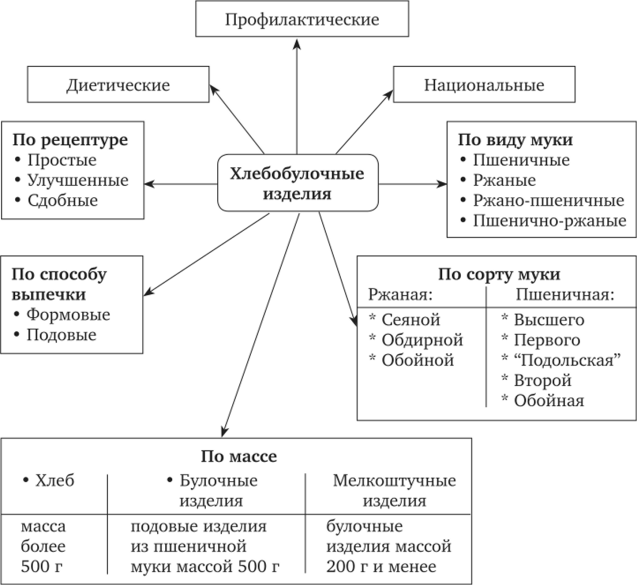 Профилактические
Диетические
Национальные
По рецептуре
• Простые
• Улучшенные
• Сдобные
Хлебобулочные
изделия
По виду муки
• Пшеничные
• Ржаные
• Ржано-пшеничные
• Пшенично-ржаные
По способу
выпечки
• Формовые
• Подовые
По сорту муки
Ржаная:
* Сеяной
* Обдирной
* Обойной
Пшеничная:
* Высшего
* Первого
* “Подольская”
* Второй
* Обойная
По массе
• Хлеб
масса
более
500 г
• Булочные
изделия
подовые изделия
из пшеничной
муки массой 500 г
Мелкоштучные
изделия
булочные
изделия массой
200 г и менее